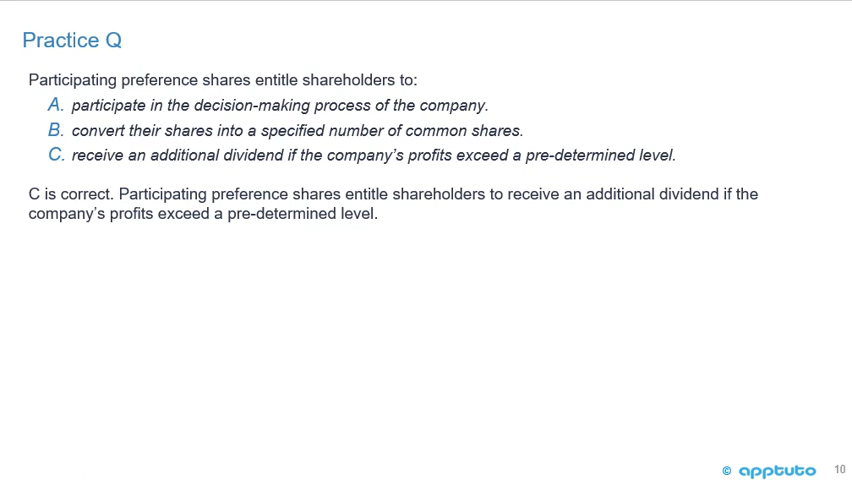 Practice Q
Participating preference shares entitle shareholders to:
A. participate in the decision-making process of the company.
B. convert their shares into a specified number of common shares.
C. receive an additional dividend if the company's profits exceed a pre-determined level.
C is correct. Participating preference shares entitle shareholders to receive an additional dividend if the
company's profits exceed a pre-determined level.
© apptuto 10